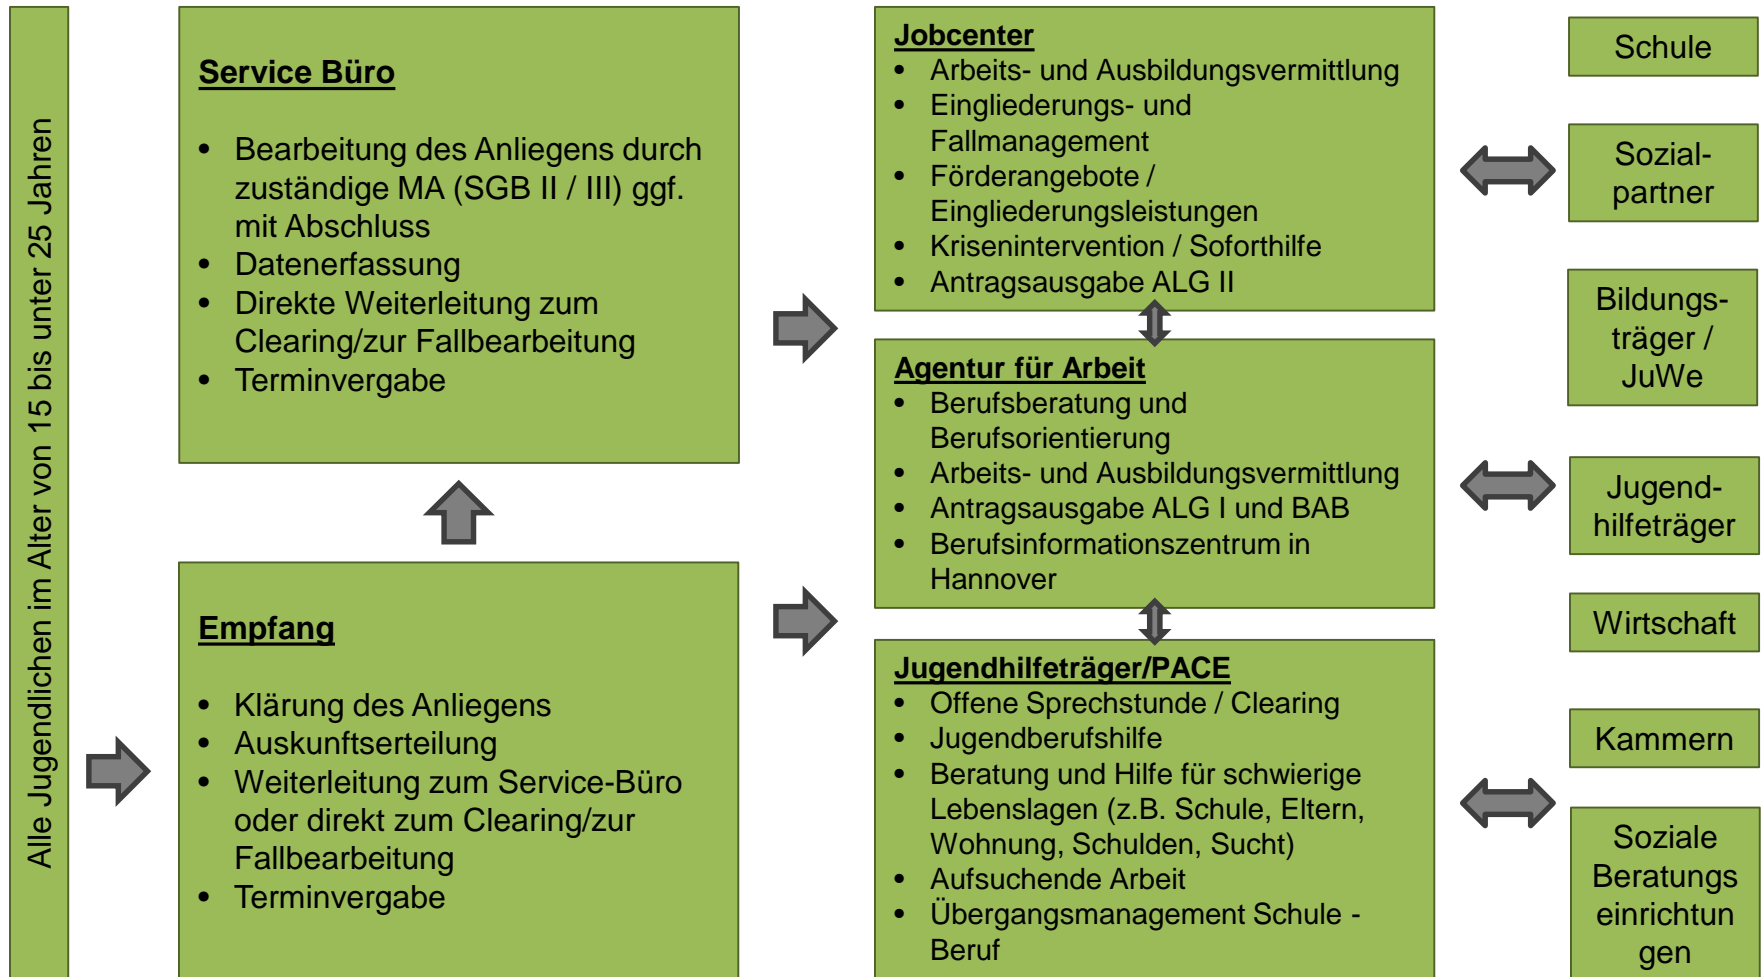 Alle Jugendlichen im Alter von 15 bis unter 25 Jahren
Service Büro
• Bearbeitung des Anliegens durch
zuständige MA (SGB II / III) ggf.
mit Abschluss
• Datenerfassung
• Direkte Weiterleitung zum
Clearing/zur Fallbearbeitung
• Terminvergabe
Empfang
• Klärung des Anliegens
• Auskunftserteilung
• Weiterleitung zum Service-Büro
oder direkt zum Clearing/zur
Fallbearbeitung
• Terminvergabe
Jobcenter
• Arbeits- und Ausbildungsvermittlung
• Eingliederungs- und
Fallmanagement
• Förderangebote /
Eingliederungsleistungen
• Krisenintervention / Soforthilfe
• Antragsausgabe ALG II
Agentur für Arbeit
• Berufsberatung und
Berufsorientierung
• Arbeits- und Ausbildungsvermittlung
• Antragsausgabe ALG I und BAB
• Berufsinformationszentrum in
Hannover
Jugendhilfeträger/PACE
• Offene Sprechstunde / Clearing
• Jugendberufshilfe
• Beratung und Hilfe für schwierige
Lebenslagen (z.B. Schule, Eltern,
Wohnung, Schulden, Sucht)
• Aufsuchende Arbeit
• Übergangsmanagement Schule -
Beruf
Schule
Sozial-
partner
Bildungs-
träger /
JuWe
Jugend-
hilfeträger
Wirtschaft
Kammern
Soziale
Beratungs
einrichtun
gen